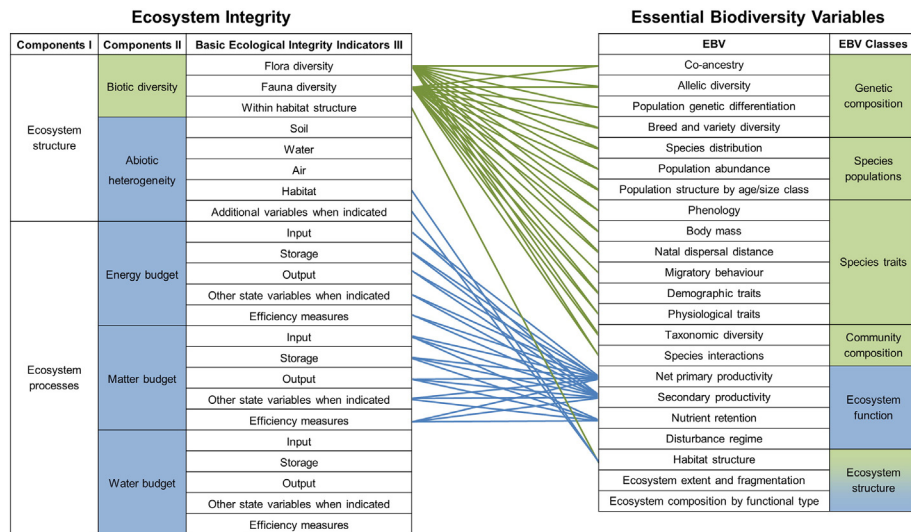 Ecosystem Integrity
Components I Components II Basic Ecological Integrity Indicators III
Ecosystem
structure
Biotic diversity
Flora diversity
Fauna diversity
Within habitat structure
Abiotic
heterogeneity
Soil
Water
Air
Habitat
Additional variables when indicated
Ecosystem
processes
Energy budget
Input
Storage
Output
Other state variables when indicated
Efficiency measures
Matter budget
Input
Storage
Output
Other state variables when indicated
Efficiency measures
Water budget
Input
Storage
Output
Other state variables when indicated
Efficiency measures
Essential Biodiversity Variables
EBV EBV Classes
Co-ancestry
Allelic diversity
Population genetic differentiation
Breed and variety diversity
Genetic
composition
Species distribution
Population abundance
Population structure by age/size class
Species
populations
Phenology
Body mass
Natal dispersal distance
Migratory behaviour
Demographic traits
Physiological traits
Species traits
Taxonomic diversity
Species interactions
Community
composition
Net primary productivity
Secondary productivity
Nutrient retention
Disturbance regime
Ecosystem
function
Habitat structure
Ecosystem extent and fragmentation
Ecosystem composition by functional type
Ecosystem
structure